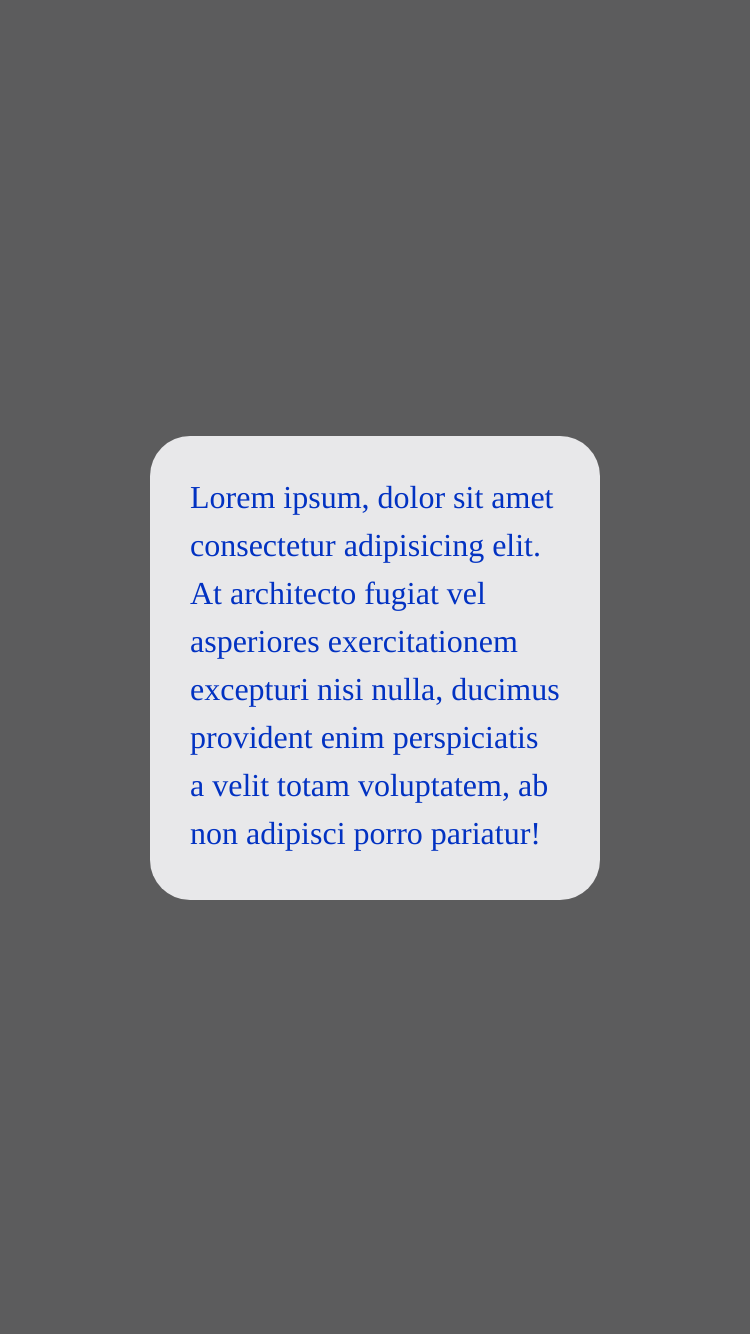 Lorem ipsum, dolor sit amet
consectetur adipisicing elit.
At architecto fugiat vel
asperiores exercitationem
excepturi nisi nulla, ducimus
provident enim perspiciatis
a velit totam voluptatem, ab
non adipisci porro pariatur!